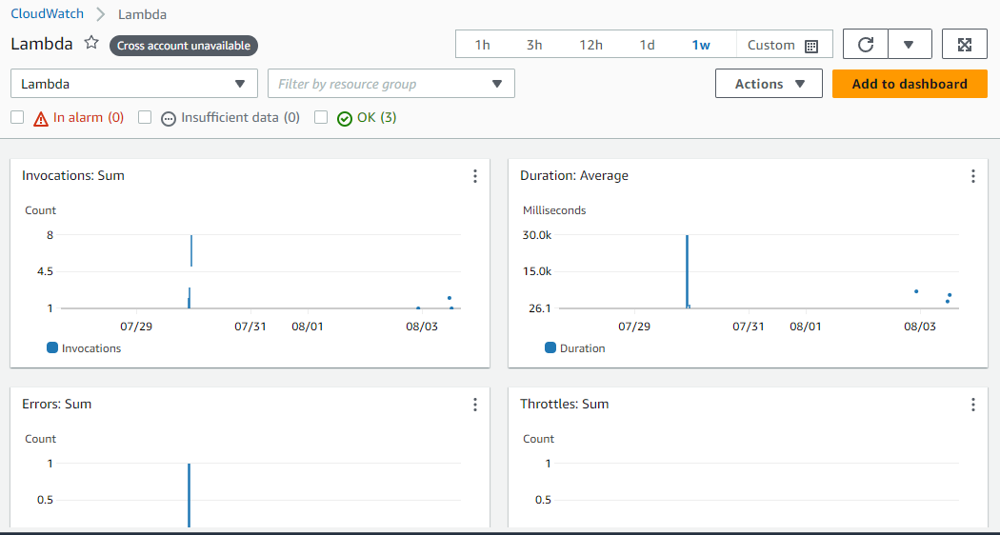 CloudWatch > Lambda
Lambda Cross account unavailable 1h 3h 12h 1d 1w Custom
Lambda Filter by resource group Actions Add to dashboard
In alarm (0) Insufficient data (0) OK (3)
Invocations: Sum
Count
8
4.5
1
07/29 07/31 08/01 08/03
Invocations
Duration: Average
Milliseconds
30.0k
15.0k
26.1
07/29 07/31 08/01 08/03
Duration
Errors: Sum
Count
1
0.5
Throttles: Sum
Count
1
0.5